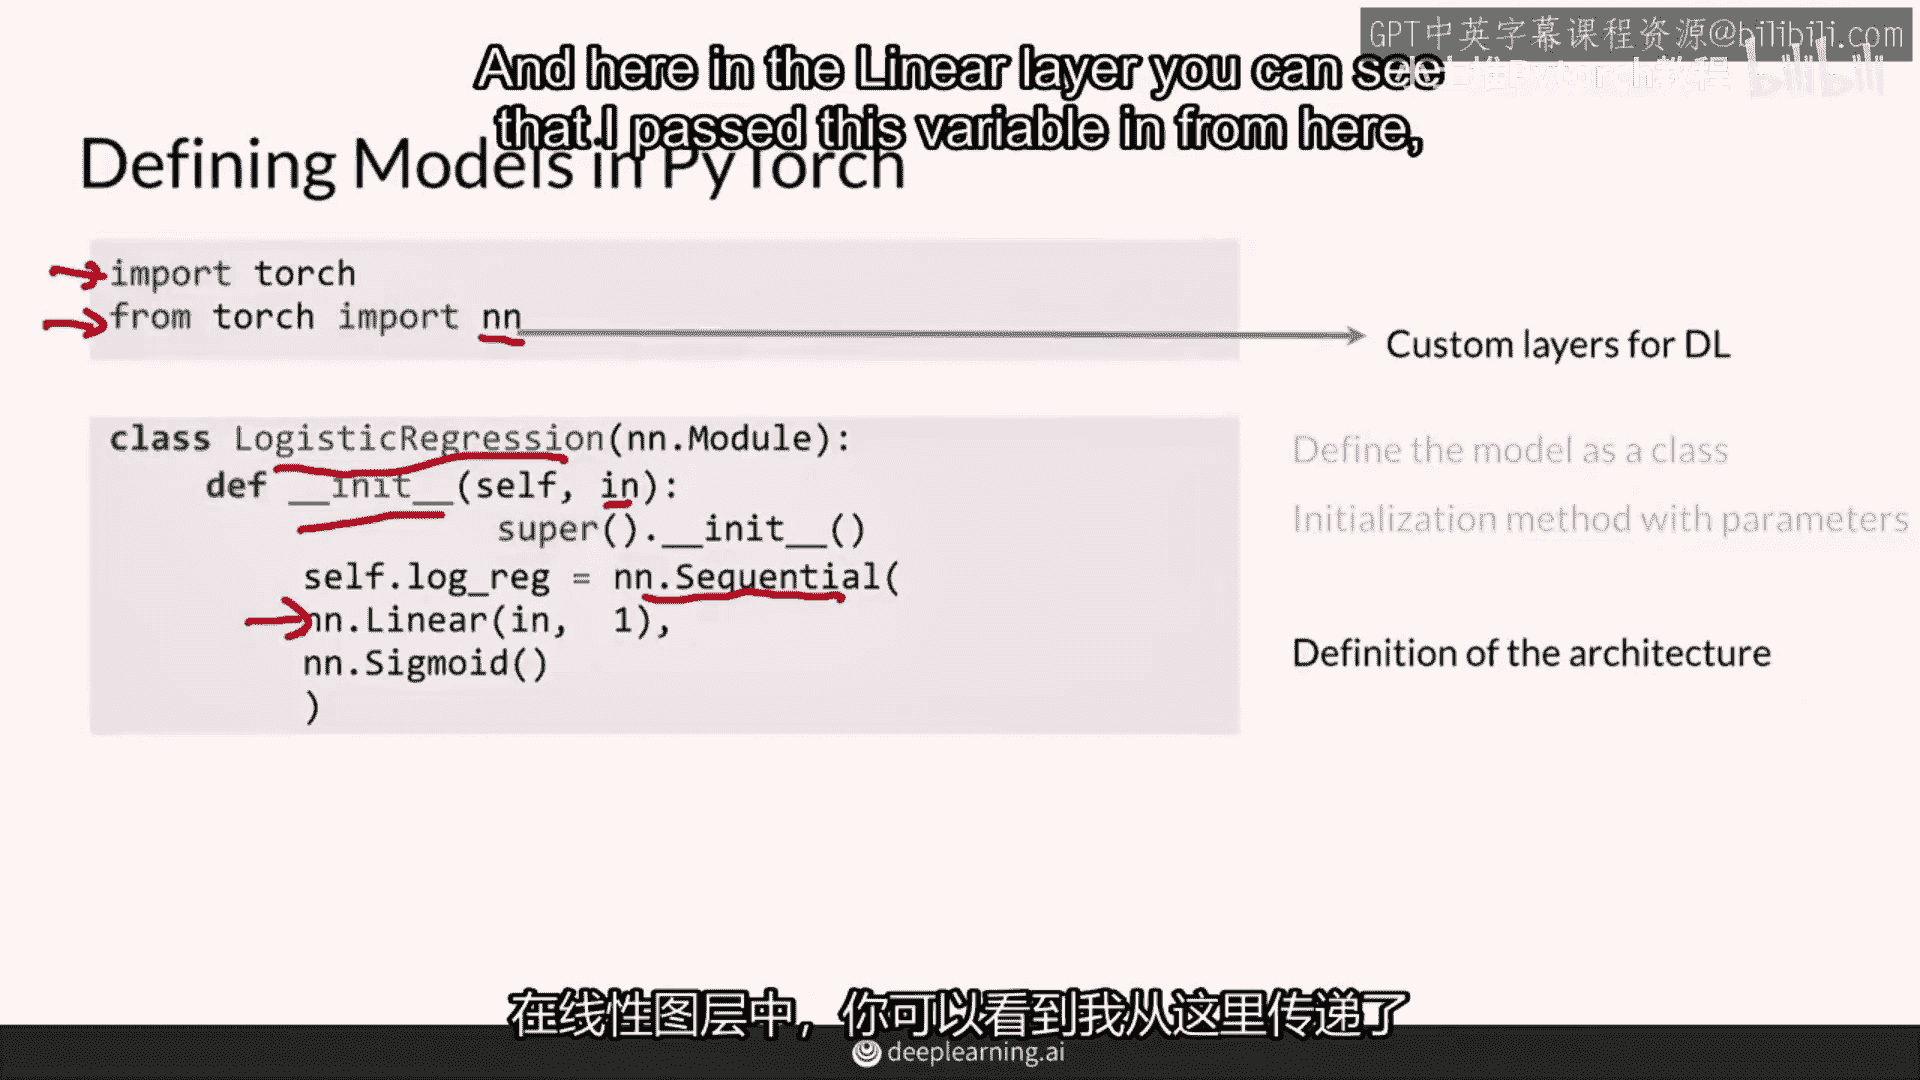 GPT中英字幕课程资源@bilibili.com
And here in the Linear layer you can see
that I passed this variable in from here,
Defining Models in PyTorch
import torch
from torch import nn
Custom layers for DL
class LogisticRegression(nn.Module):
def __init__(self, in):
super().__init__()
self.log_reg = nn.Sequential(
nn.Linear(in, 1),
nn.Sigmoid()
)
Define the model as a class
Initialization method with parameters
Definition of the architecture
在线性图层中，你可以看到我从这里传递了
deeplearning.ai